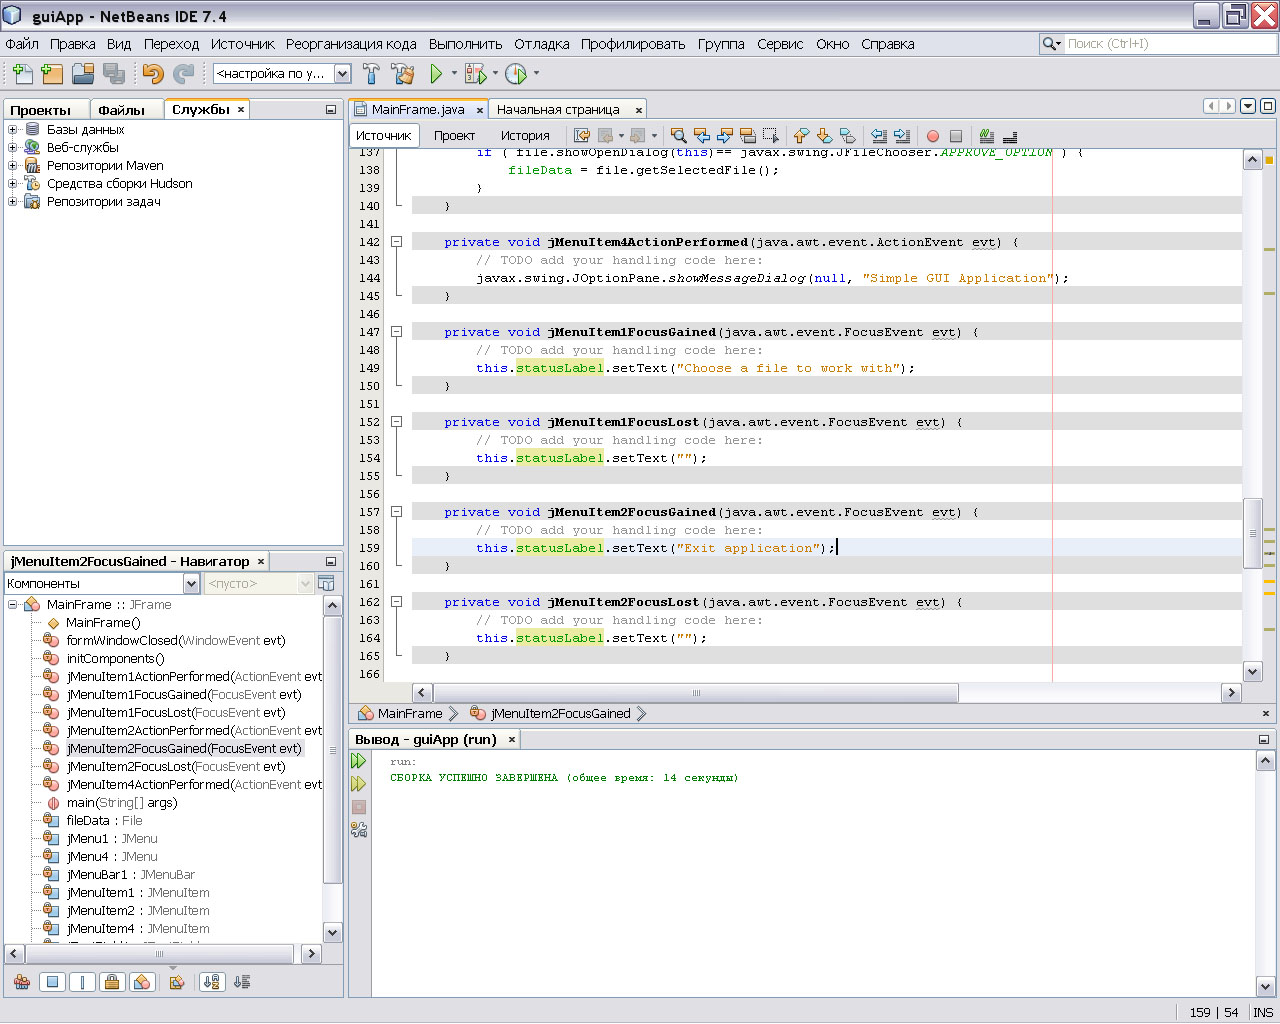 guiApp - NetBeans IDE 7.4
Файл Правка Вид Переход Источник Реорганизация кода Выполнить Отладка Профилировать Группа Сервис Окно Справка
Поиск (Ctrl+I)
<настройка по у...
Проекты Файлы Службы
Базы данных
Веб-службы
Репозитории Maven
Средства сборки Hudson
Репозитории задач
MainFrame.java Начальная страница
Источник Проект История
137 if ( file.showOpenDialog(this)== javax.swing.JFileChooser.APPROVE_OPTION ) {
138 fileData = file.getSelectedFile();
139 }
140 }
141
142 private void jMenuItem4ActionPerformed(java.awt.event.ActionEvent evt) {
143 // TODO add your handling code here:
144 javax.swing.JOptionPane.showMessageDialog(null, "Simple GUI Application");
145 }
146
147 private void jMenuItem1FocusGained(java.awt.event.FocusEvent evt) {
148 // TODO add your handling code here:
149 this.statusLabel.setText("Choose a file to work with");
150 }
151
152 private void jMenuItem1FocusLost(java.awt.event.FocusEvent evt) {
153 // TODO add your handling code here:
154 this.statusLabel.setText("");
155 }
156
157 private void jMenuItem2FocusGained(java.awt.event.FocusEvent evt) {
158 // TODO add your handling code here:
159 this.statusLabel.setText("Exit application");
160 }
161
162 private void jMenuItem2FocusLost(java.awt.event.FocusEvent evt) {
163 // TODO add your handling code here:
164 this.statusLabel.setText("");
165 }
166
MainFrame jMenuItem2FocusGained
jMenuItem2FocusGained - Навигатор
Компоненты <пусто>
MainFrame :: JFrame
MainFrame()
formWindowClosed(WindowEvent evt)
initComponents()
jMenuItem1ActionPerformed(ActionEvent evt
jMenuItem1FocusGained(FocusEvent evt)
jMenuItem1FocusLost(FocusEvent evt)
jMenuItem2ActionPerformed(ActionEvent evt
jMenuItem2FocusGained(FocusEvent evt)
jMenuItem2FocusLost(FocusEvent evt)
jMenuItem4ActionPerformed(ActionEvent evt
main(String[] args)
fileData : File
jMenu1 : JMenu
jMenu4 : JMenu
jMenuBar1 : JMenuBar
jMenuItem1 : JMenuItem
jMenuItem2 : JMenuItem
jMenuItem4 : JMenuItem
Вывод - guiApp (run)
run:
СБОРКА УСПЕШНО ЗАВЕРШЕНА (общее время: 14 секунды)
159 | 54 INS